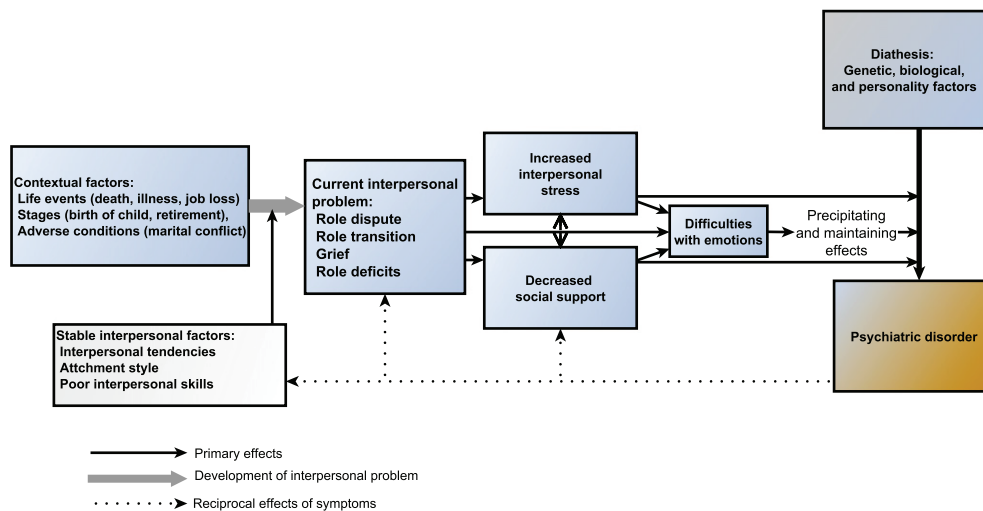 Diathesis:
Genetic, biological,
and personality factors
Contextual factors:
Life events (death, illness, job loss)
Stages (birth of child, retirement),
Adverse conditions (marital conflict)
Current interpersonal
problem:
Role dispute
Role transition
Grief
Role deficits
Increased
interpersonal
stress
Decreased
social support
Difficulties
with emotions
Precipitating
and maintaining
effects
Psychiatric disorder
Stable interpersonal factors:
Interpersonal tendencies
Attchment style
Poor interpersonal skills
Primary effects
Development of interpersonal problem
Reciprocal effects of symptoms